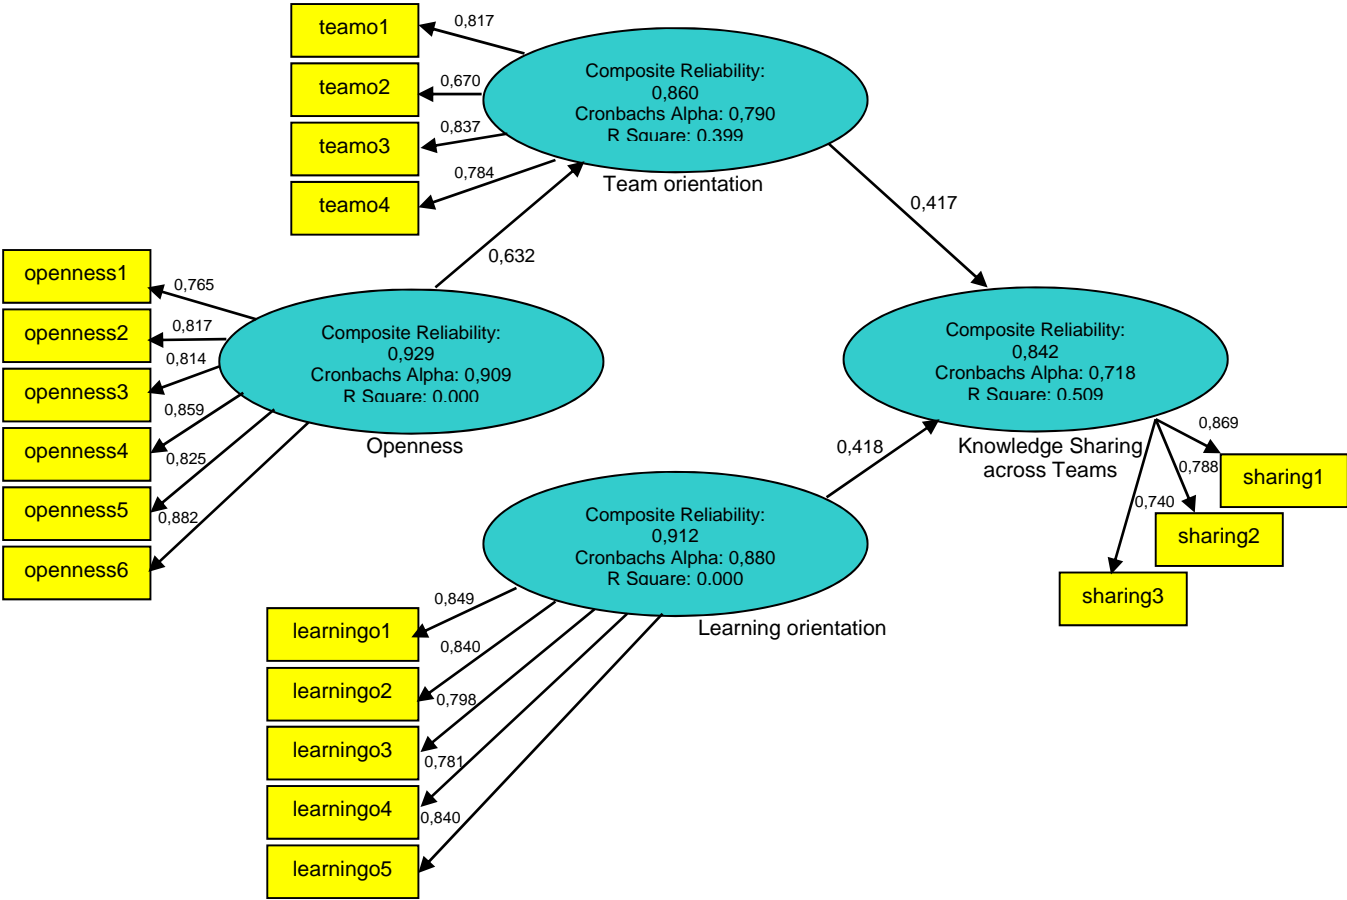 teamo1
0,817
teamo2
0,670
teamo3
0,837
teamo4
0,784
Composite Reliability:
0,860
Cronbachs Alpha: 0,790
R Square: 0.399
Team orientation
0,417
0,632
openness1
0,765
openness2
0,817
openness3
0,814
openness4
0,859
openness5
0,825
openness6
0,882
Composite Reliability:
0,929
Cronbachs Alpha: 0,909
R Square: 0.000
Openness
Composite Reliability:
0,842
Cronbachs Alpha: 0,718
R Square: 0.509
Knowledge Sharing
across Teams
0,418
0,869
sharing1
0,788
sharing2
0,740
sharing3
Composite Reliability:
0,912
Cronbachs Alpha: 0,880
R Square: 0.000
Learning orientation
learningo1
0,849
learningo2
0,840
learningo3
0,798
learningo4
0,781
learningo5
0,840